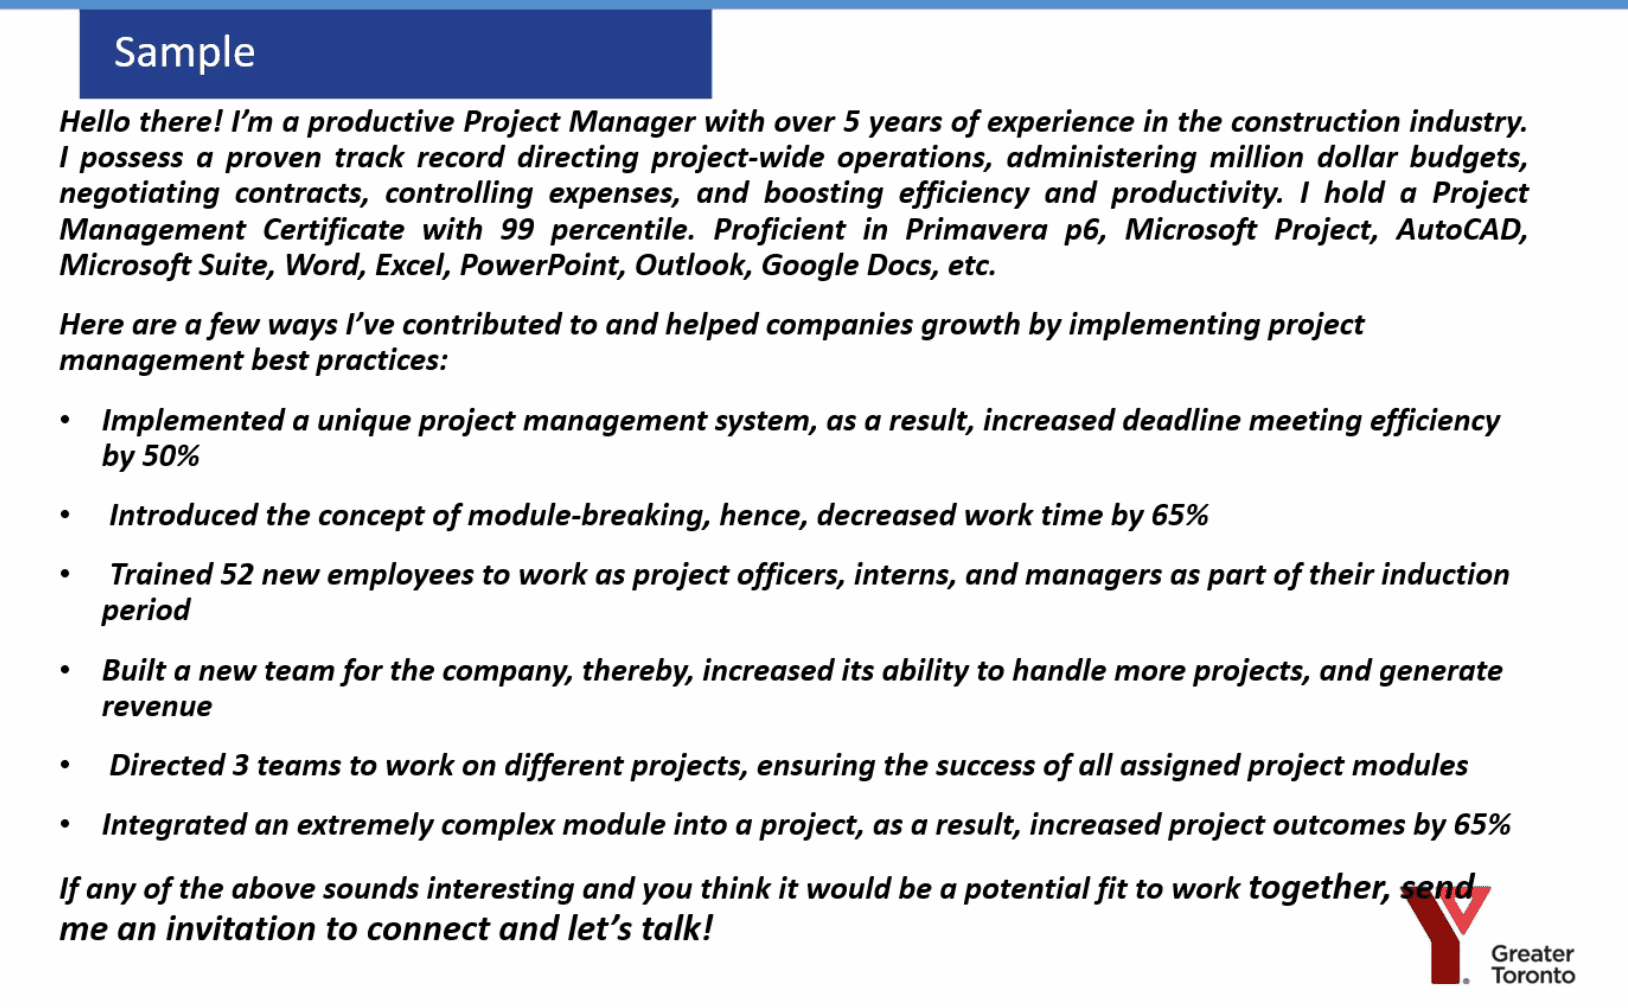 Sample
Hello there! I’m a productive Project Manager with over 5 years of experience in the construction industry.
I possess a proven track record directing project-wide operations, administering million dollar budgets,
negotiating contracts, controlling expenses, and boosting efficiency and productivity. I hold a Project
Management Certificate with 99 percentile. Proficient in Primavera p6, Microsoft Project, AutoCAD,
Microsoft Suite, Word, Excel, PowerPoint, Outlook, Google Docs, etc.
Here are a few ways I’ve contributed to and helped companies growth by implementing project
management best practices:
• Implemented a unique project management system, as a result, increased deadline meeting efficiency
by 50%
• Introduced the concept of module-breaking, hence, decreased work time by 65%
• Trained 52 new employees to work as project officers, interns, and managers as part of their induction
period
• Built a new team for the company, thereby, increased its ability to handle more projects, and generate
revenue
• Directed 3 teams to work on different projects, ensuring the success of all assigned project modules
• Integrated an extremely complex module into a project, as a result, increased project outcomes by 65%
If any of the above sounds interesting and you think it would be a potential fit to work together, send
me an invitation to connect and let’s talk!
Y
Greater
Toronto